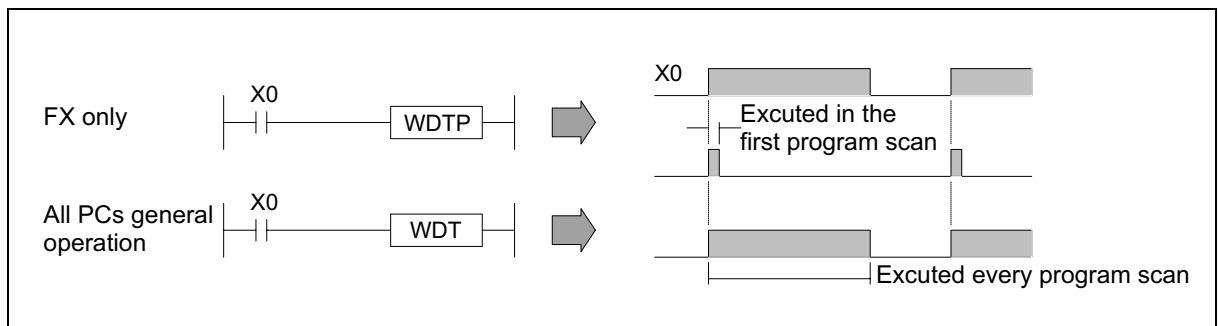 X0
FX only
X0
WDTP
Excuted in the
first program scan
All PCs general
operation
X0
WDT
Excuted every program scan